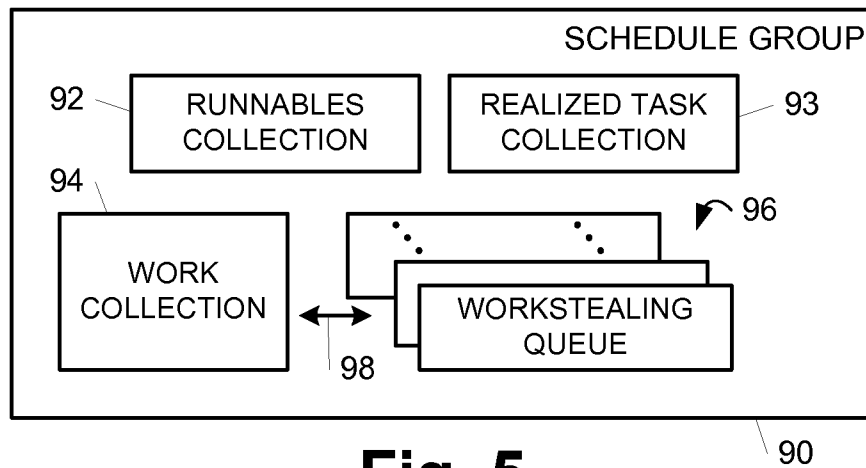 SCHEDULE GROUP
92
RUNNABLES
COLLECTION
REALIZED TASK
COLLECTION
93
94
WORK
COLLECTION
96
WORKSTEALING
QUEUE
98
90
Fig. 5